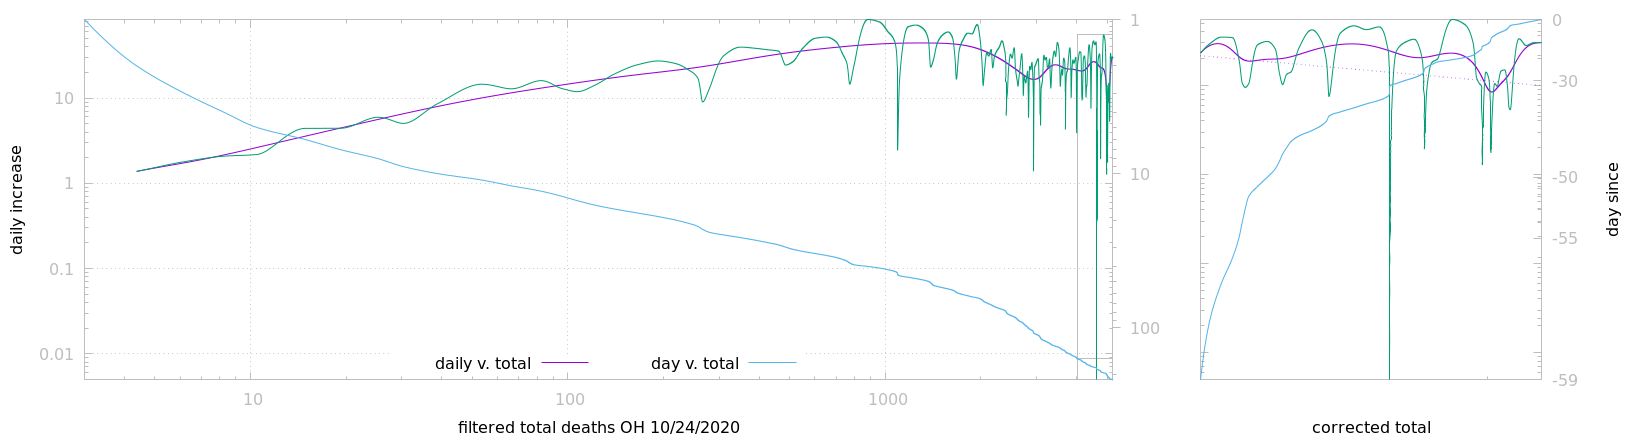 daily increase
10
1
0.1
0.01
daily v. total
day v. total
10
100
1000
filtered total deaths OH 10/24/2020
1
10
100
0
-30
-50
-55
-59
day since
corrected total